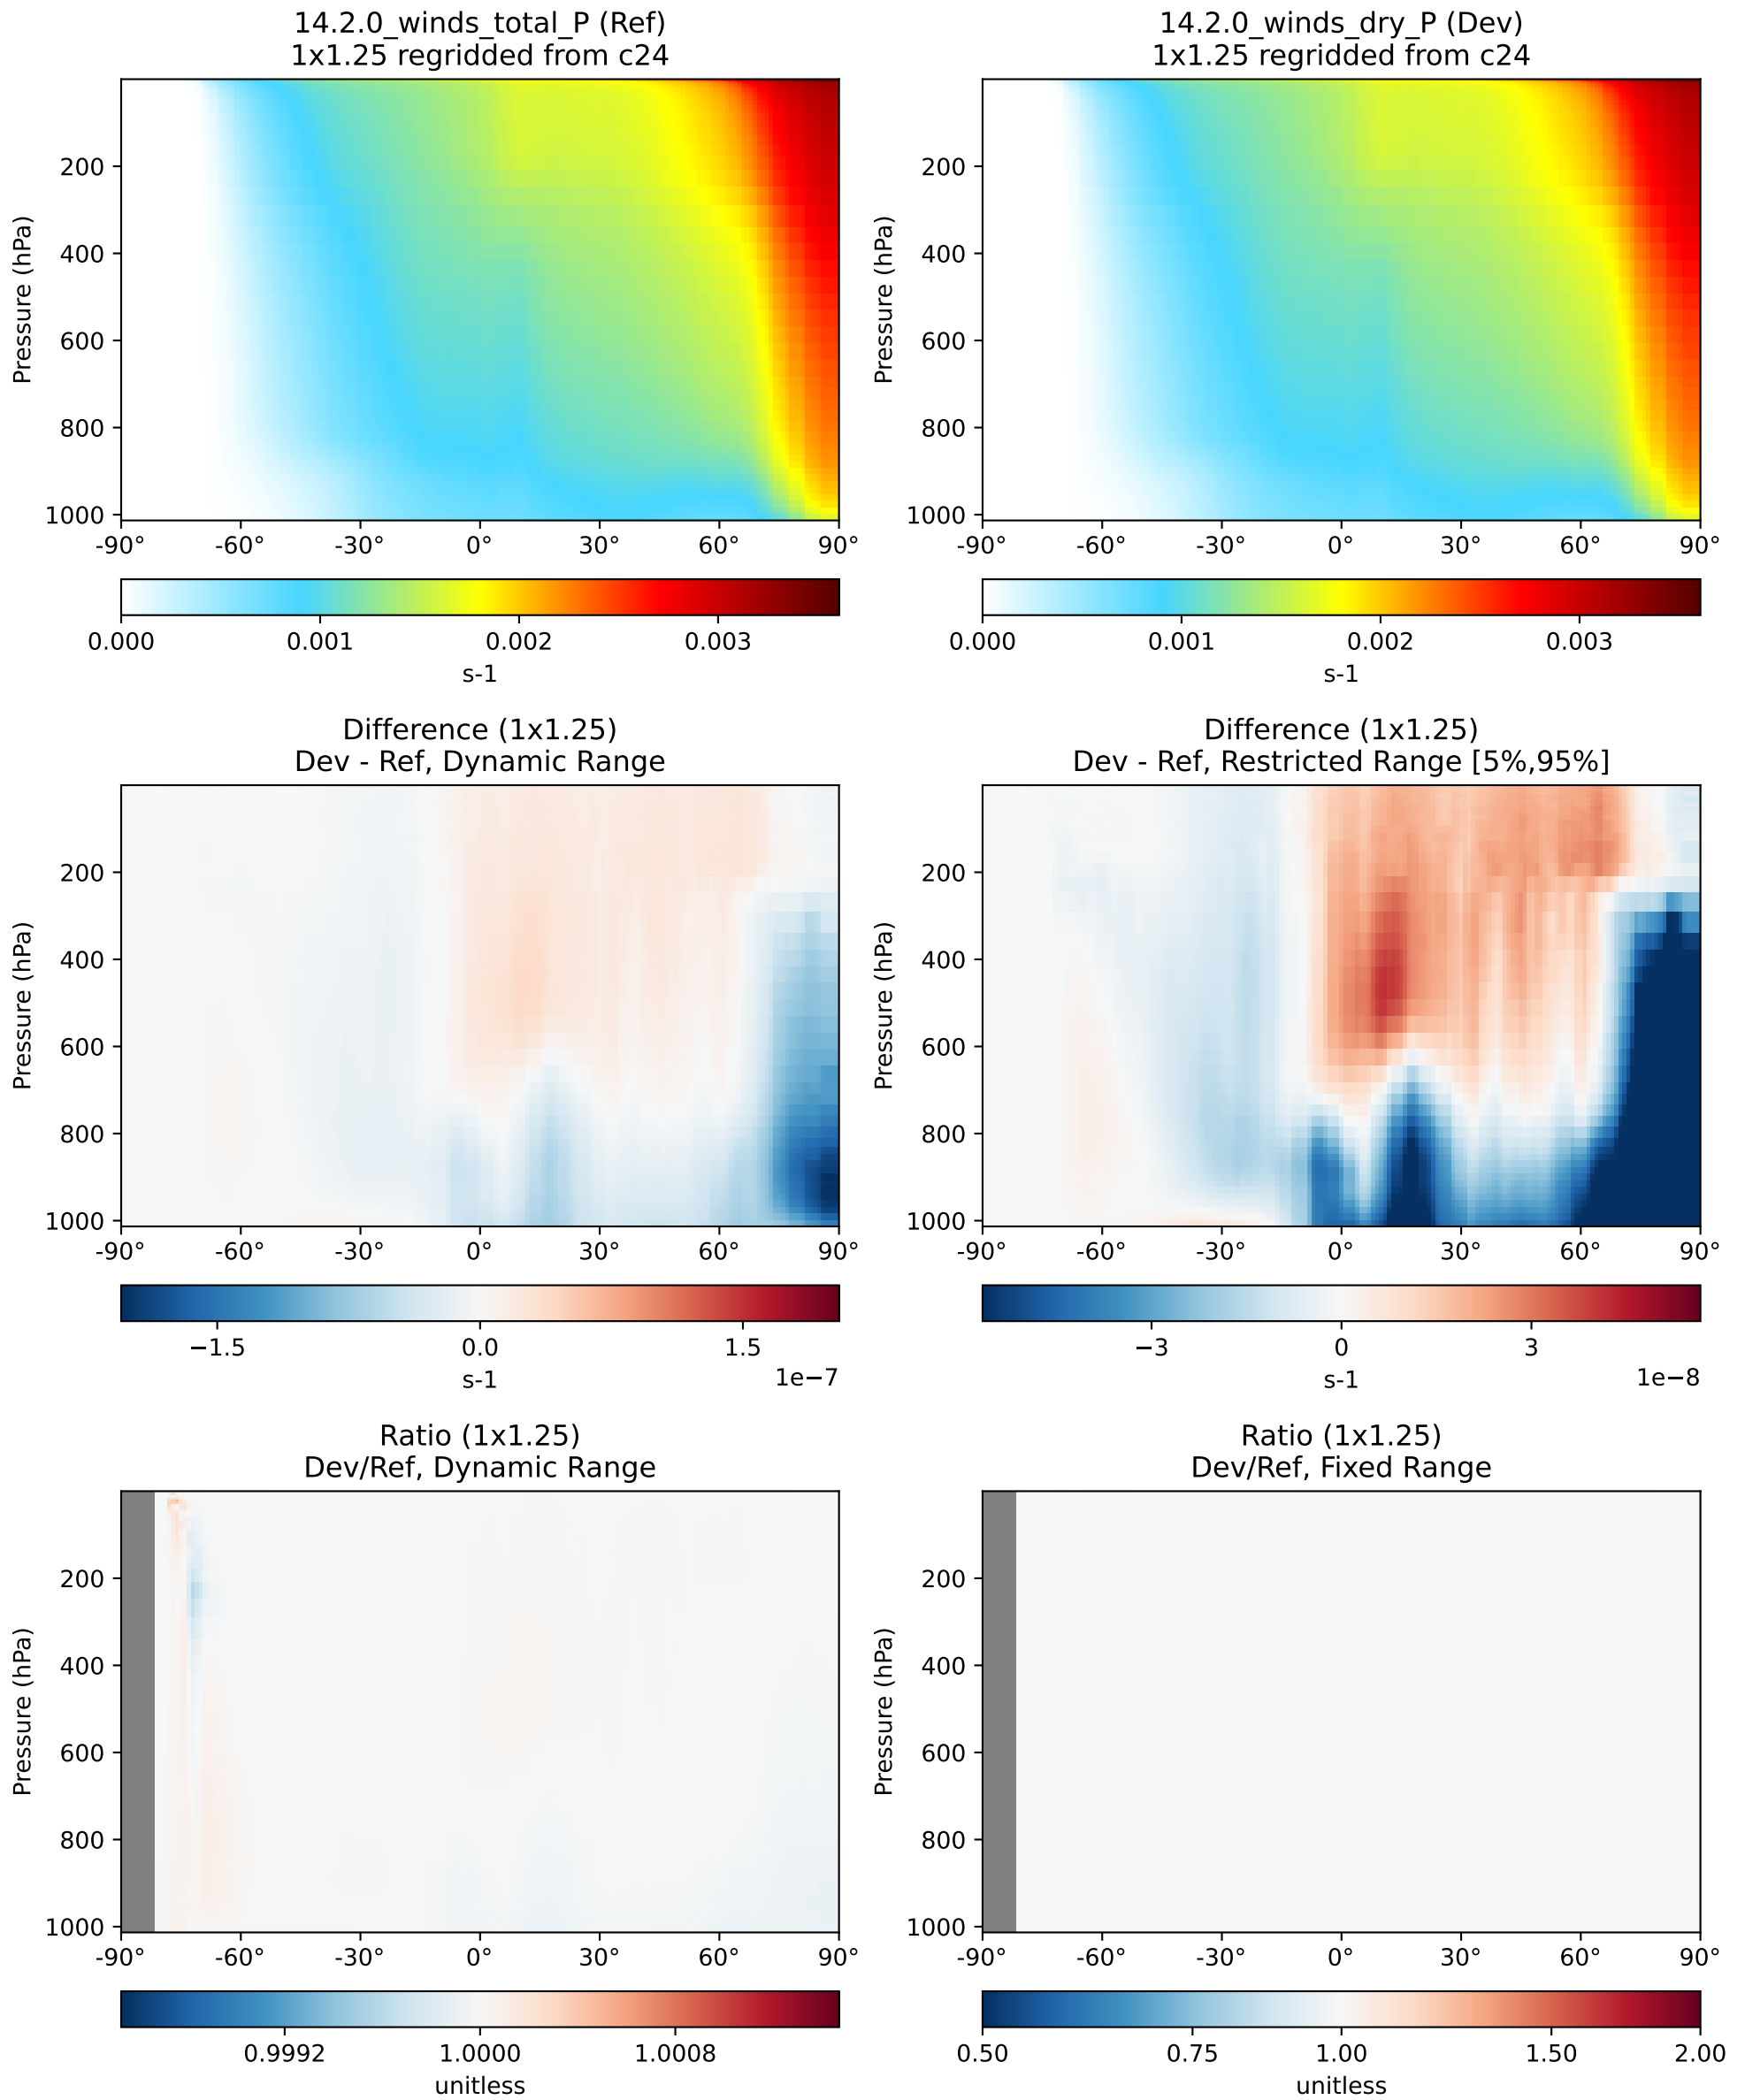 14.2.0_winds_total_P (Ref)
1x1.25 regridded from c24
Pressure (hPa)
200
400
600
800
1000
-90° -60° -30° 0° 30° 60° 90°
0.000 0.001 0.002 0.003
s-1
14.2.0_winds_dry_P (Dev)
1x1.25 regridded from c24
Pressure (hPa)
200
400
600
800
1000
-90° -60° -30° 0° 30° 60° 90°
0.000 0.001 0.002 0.003
s-1
Difference (1x1.25)
Dev - Ref, Dynamic Range
Pressure (hPa)
200
400
600
800
1000
-90° -60° -30° 0° 30° 60° 90°
−1.5 0.0 1.5
s-1 1e−7
Difference (1x1.25)
Dev - Ref, Restricted Range [5%,95%]
Pressure (hPa)
200
400
600
800
1000
-90° -60° -30° 0° 30° 60° 90°
−3 0 3
s-1 1e−8
Ratio (1x1.25)
Dev/Ref, Dynamic Range
Pressure (hPa)
200
400
600
800
1000
-90° -60° -30° 0° 30° 60° 90°
0.9992 1.0000 1.0008
unitless
Ratio (1x1.25)
Dev/Ref, Fixed Range
Pressure (hPa)
200
400
600
800
1000
-90° -60° -30° 0° 30° 60° 90°
0.50 0.75 1.00 1.50 2.00
unitless